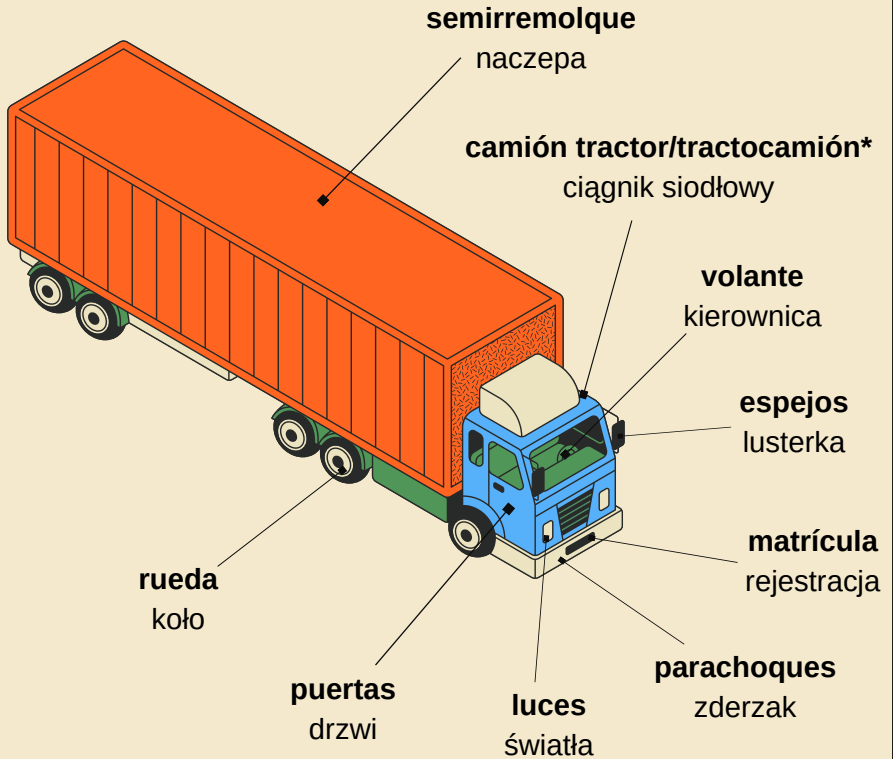 semirremolque
naczepa
camión tractor/tractocamión*
ciągnik siodłowy
volante
kierownica
espejos
lusterka
matrícula
rejestracja
rueda
koło
parachoques
zderzak
puertas
drzwi
luces
światła